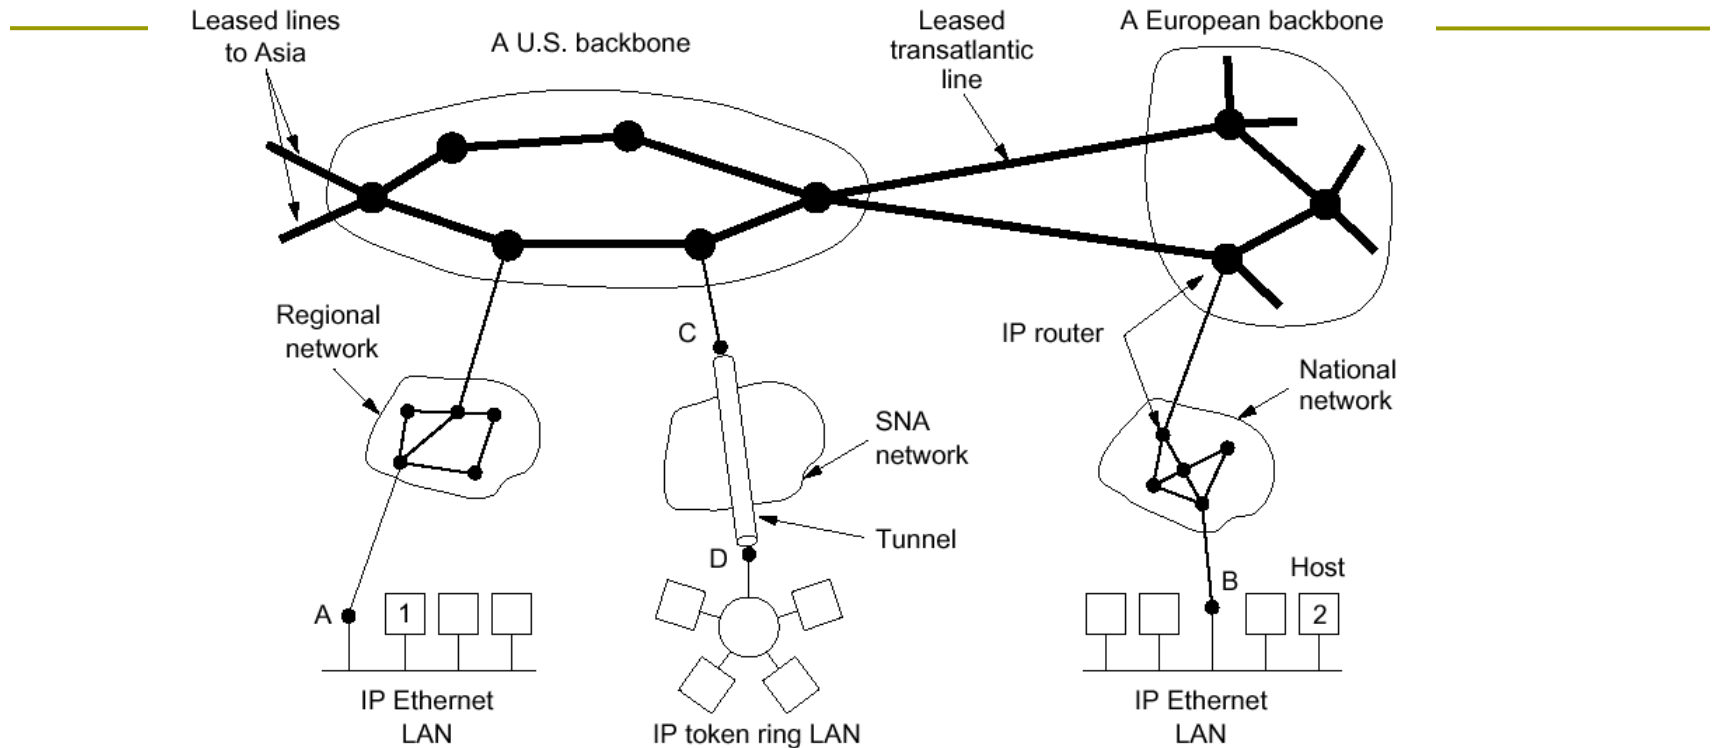 Leased lines
to Asia
A U.S. backbone
Leased
transatlantic
line
A European backbone
Regional
network
C
IP router
National
network
SNA
network
Tunnel
D
A
1
B
Host
2
IP Ethernet
LAN
IP token ring LAN
IP Ethernet
LAN